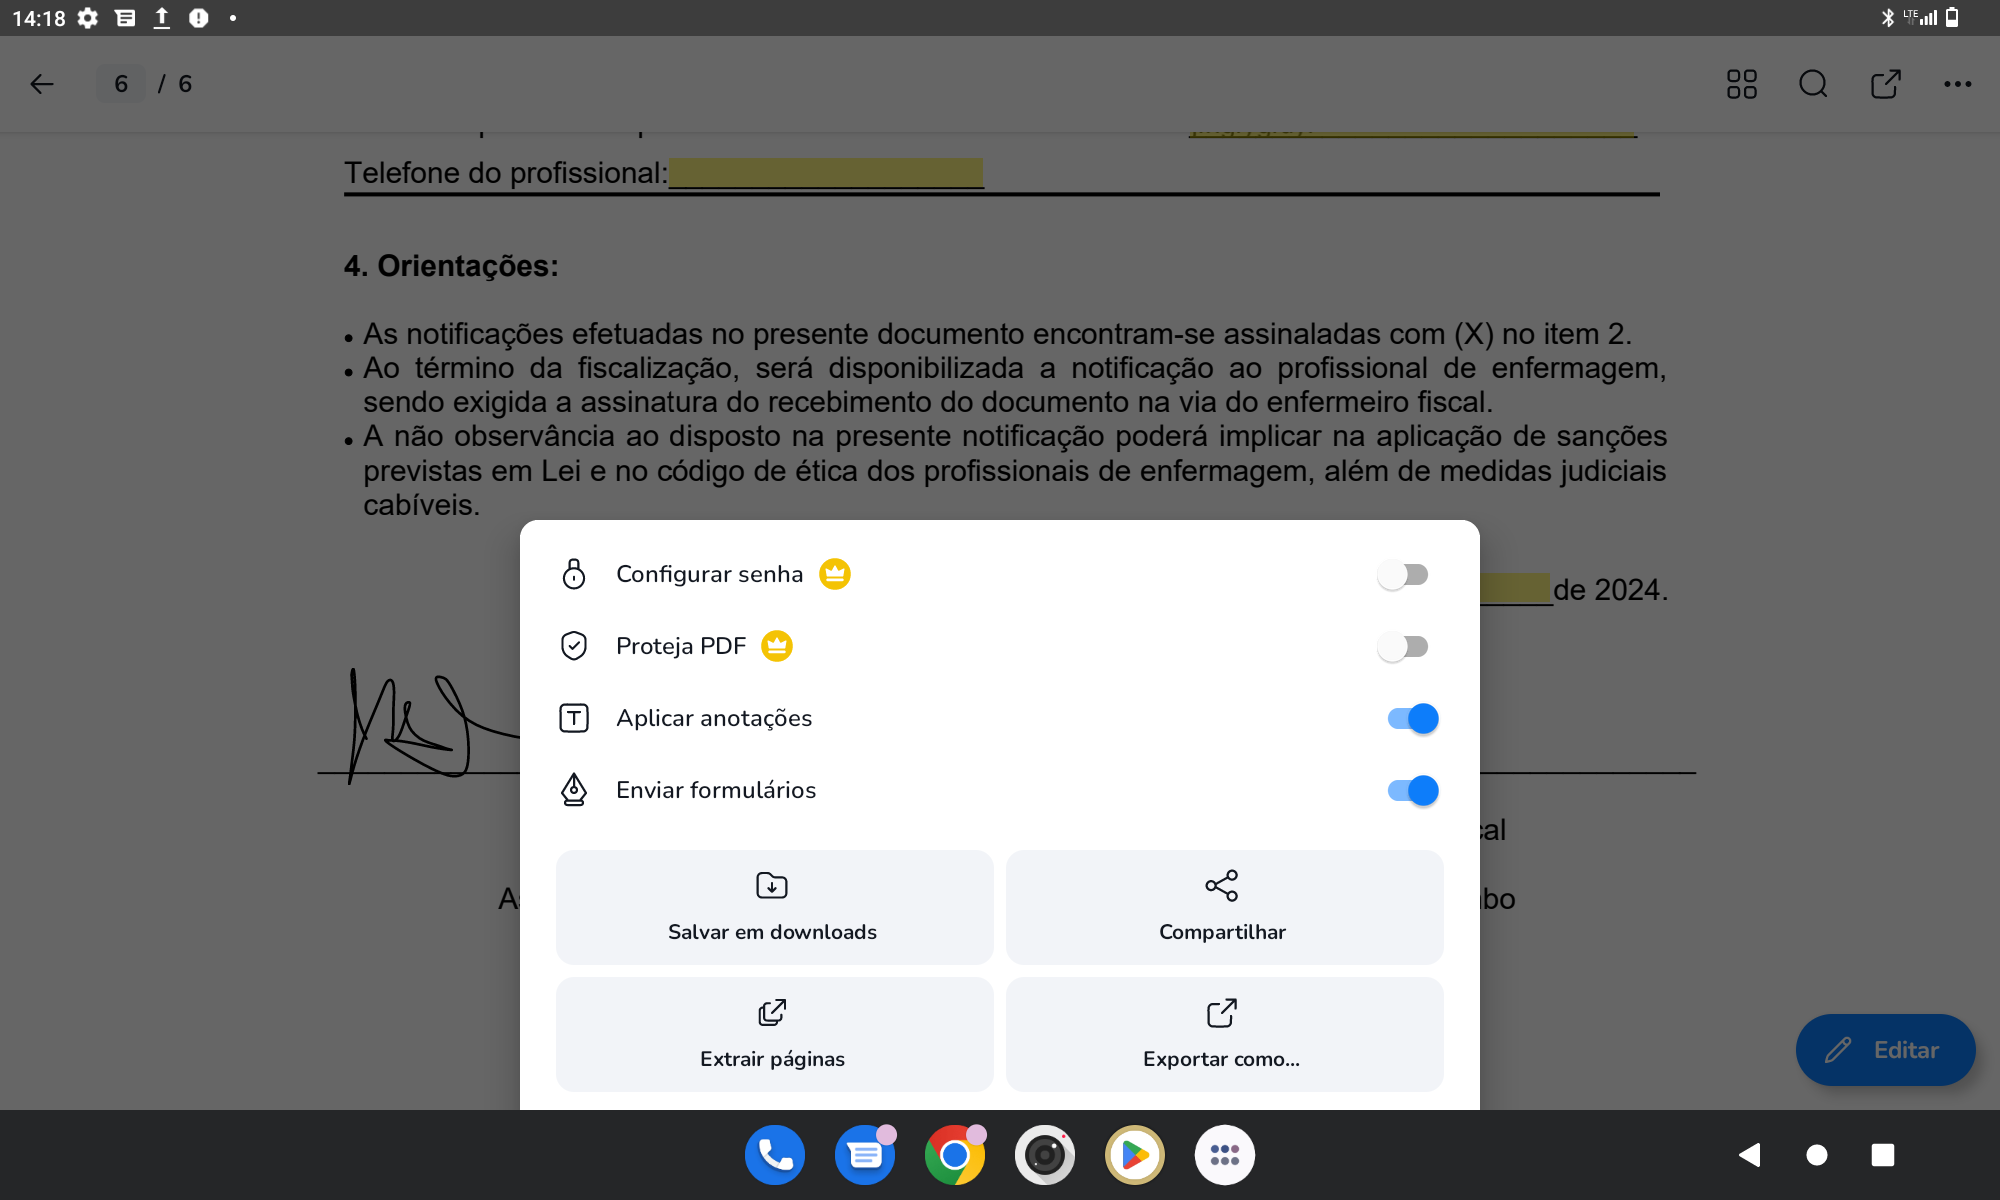 14:18
LTE
6 / 6
Telefone do profissional:
4. Orientações:
• As notificações efetuadas no presente documento encontram-se assinaladas com (X) no item 2.
• Ao término da fiscalização, será disponibilizada a notificação ao profissional de enfermagem,
sendo exigida a assinatura do recebimento do documento na via do enfermeiro fiscal.
• A não observância ao disposto na presente notificação poderá implicar na aplicação de sanções
previstas em Lei e no código de ética dos profissionais de enfermagem, além de medidas judiciais
cabíveis.
de 2024.
Configurar senha
Proteja PDF
Aplicar anotações
Enviar formulários
Salvar em downloads
Compartilhar
Extrair páginas
Exportar como...
Editar